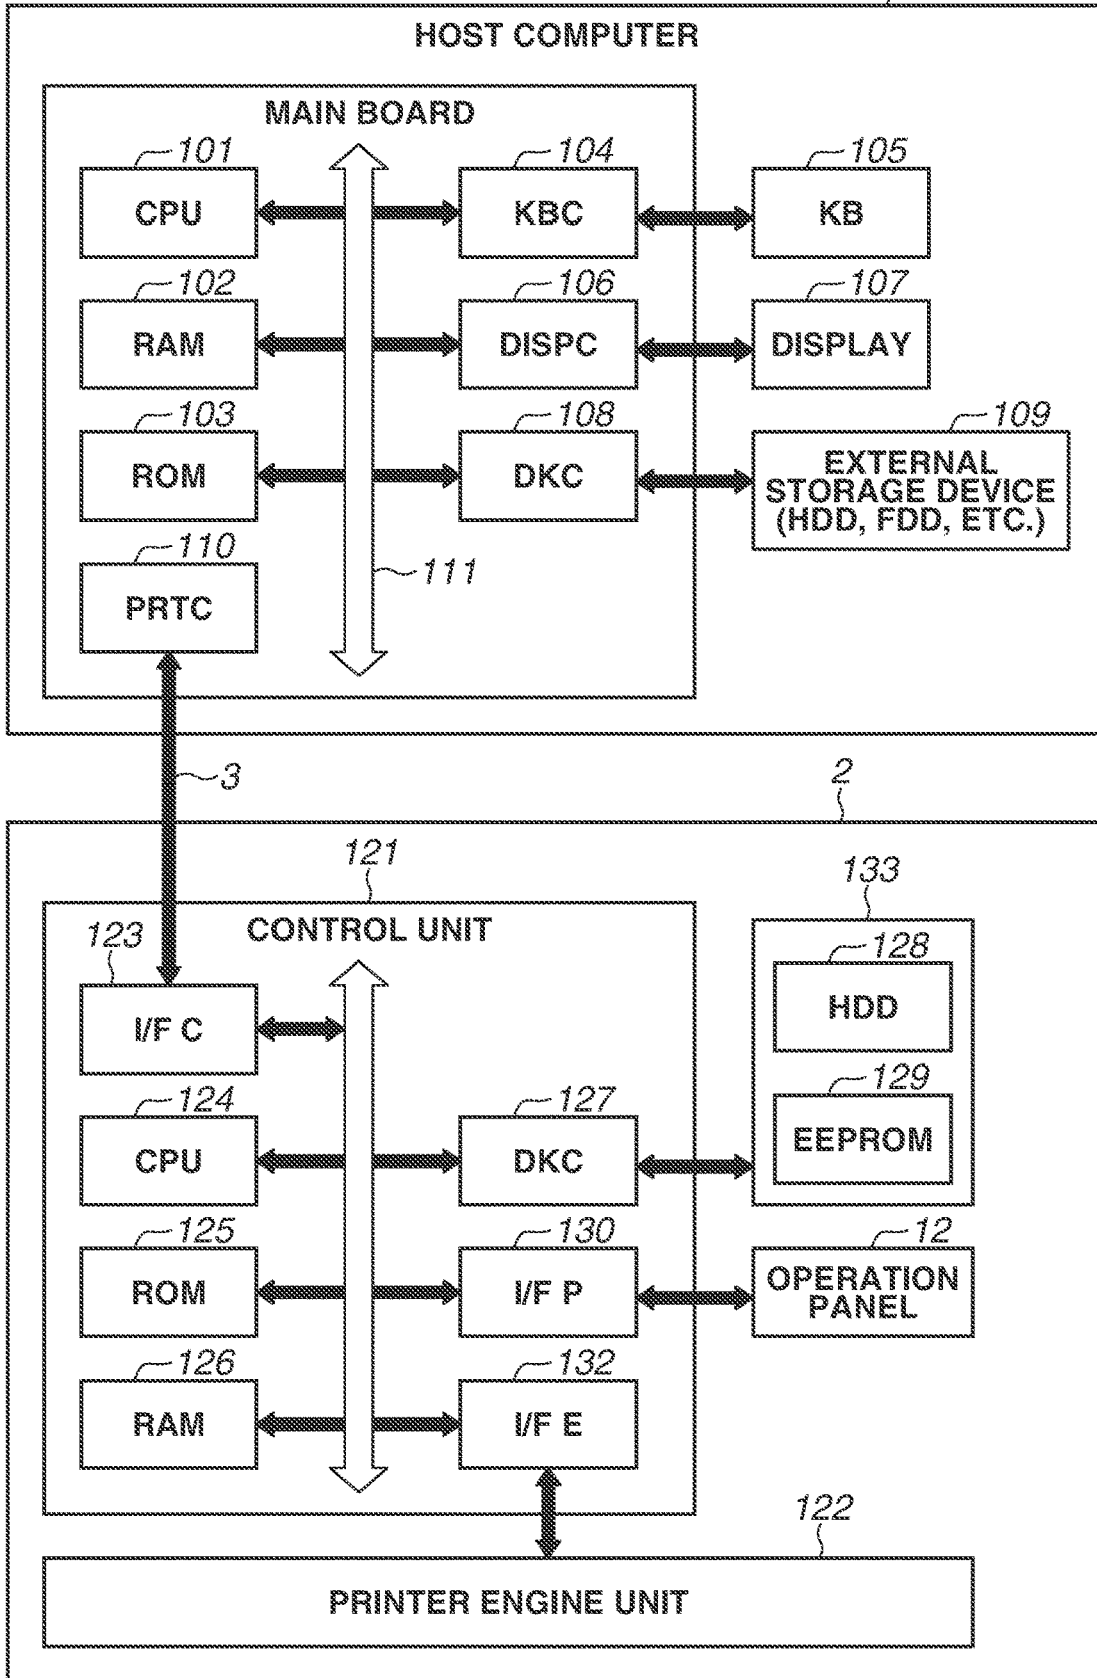 HOST COMPUTER
MAIN BOARD
101
104
105
CPU
KBC
KB
102
106
107
RAM
DISPC
DISPLAY
103
108
109
ROM
DKC
EXTERNAL
STORAGE DEVICE
(HDD, FDD, ETC.)
110
111
PRTC
3
2
121
133
CONTROL UNIT
123
128
I/F C
HDD
124
127
129
CPU
DKC
EEPROM
125
130
12
ROM
I/F P
OPERATION
PANEL
126
132
RAM
I/F E
122
PRINTER ENGINE UNIT